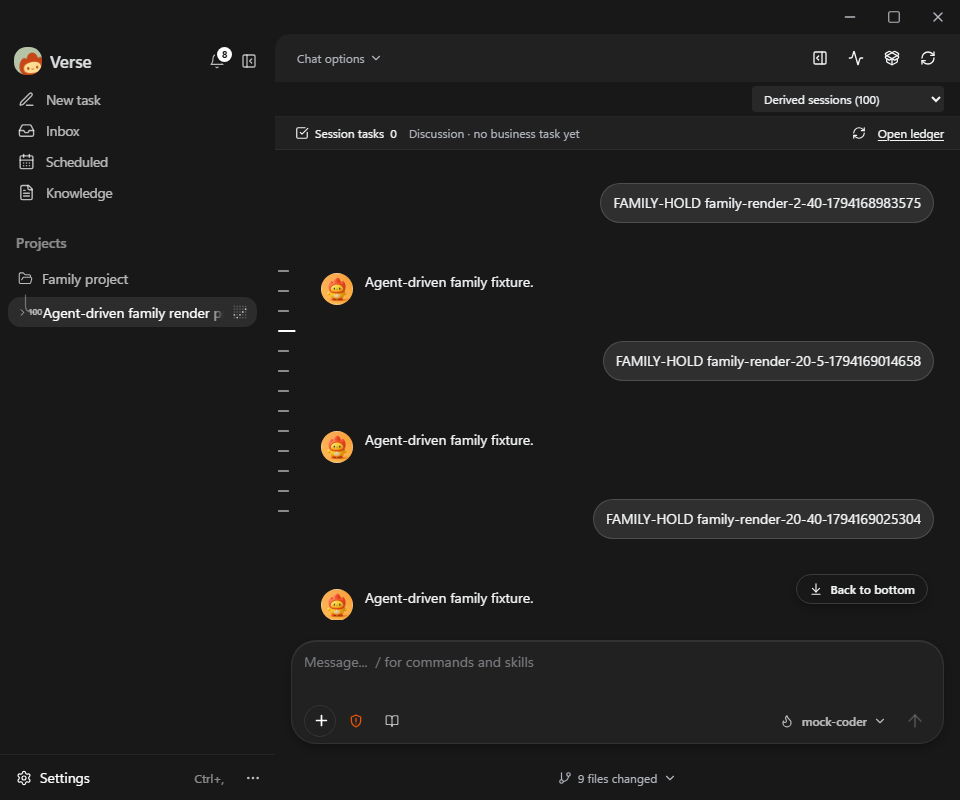 Verse
8
New task
Inbox
Scheduled
Knowledge
Projects
Family project
100 Agent-driven family render p
Settings
Ctrl+,
Chat options
Derived sessions (100)
Session tasks 0 Discussion · no business task yet
Open ledger
FAMILY-HOLD family-render-2-40-1794168983575
Agent-driven family fixture.
FAMILY-HOLD family-render-20-5-1794169014658
Agent-driven family fixture.
FAMILY-HOLD family-render-20-40-1794169025304
Agent-driven family fixture.
Back to bottom
Message... / for commands and skills
mock-coder
9 files changed